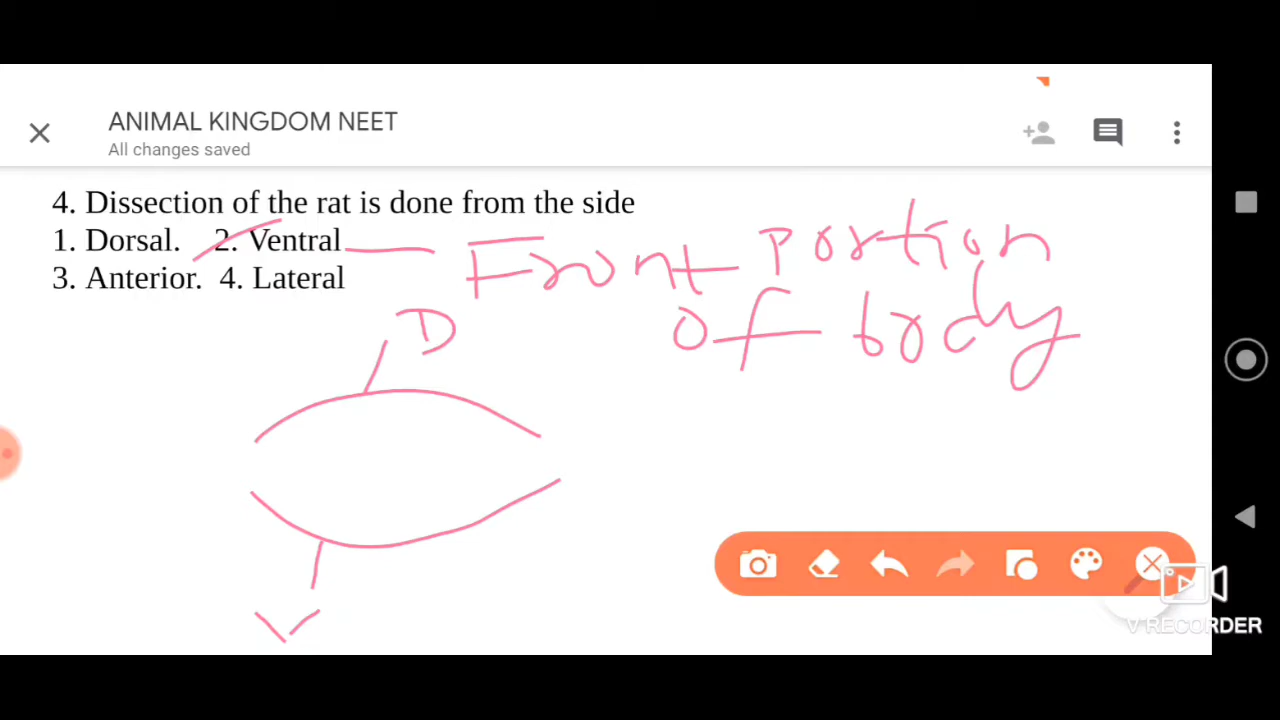 ANIMAL KINGDOM NEET
All changes saved
4. Dissection of the rat is done from the side
1. Dorsal. 2. Ventral
3. Anterior. 4. Lateral
Front portion
of body
D
V
V RECORDER